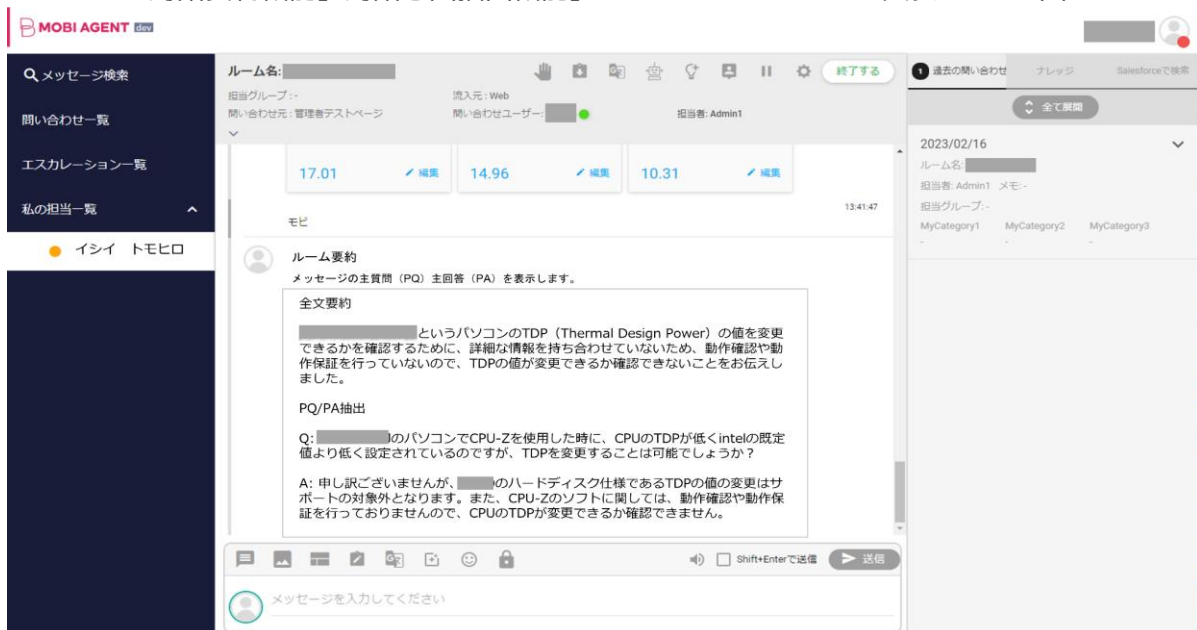 MOBI AGENT dev
メッセージ検索
問い合わせ一覧
エスカレーション一覧
私の担当一覧
イシイ トモヒロ
ルーム名:
終了する
担当グループ:-
流入元:Web
問い合わせ元:管理者テストページ
問い合わせユーザー:
担当者: Admin1
17.01
編集
14.96
編集
10.31
編集
13:41:47
モビ
ルーム要約
メッセージの主質問(PQ)主回答(PA)を表示します。
全文要約
というパソコンのTDP(Thermal Design Power)の値を変更
できるかを確認するために、詳細な情報を持ち合わせていないため、動作確認や動
作保証を行っていないので、TDPの値が変更できるか確認できないことをお伝えし
ました。
PQ/PA抽出
Q: のパソコンでCPU-Zを使用した時に、CPUのTDPが低くintelの既定
値より低く設定されているのですが、TDPを変更することは可能でしょうか?
A: 申し訳ございませんが、 のハードディスク仕様であるTDPの値の変更はサ
ポートの対象外となります。また、CPU-Zのソフトに関しては、動作確認や動作保
証を行っておりませんので、CPUのTDPが変更できるか確認できません。
Shift+Enterで送信
送信
メッセージを入力してください
1 過去の問い合わせ
ナレッジ
Salesforceで検索
全て展開
2023/02/16
ルーム名:
担当者: Admin1 メモ:-
担当グループ:-
MyCategory1 MyCategory2 MyCategory3
- - -